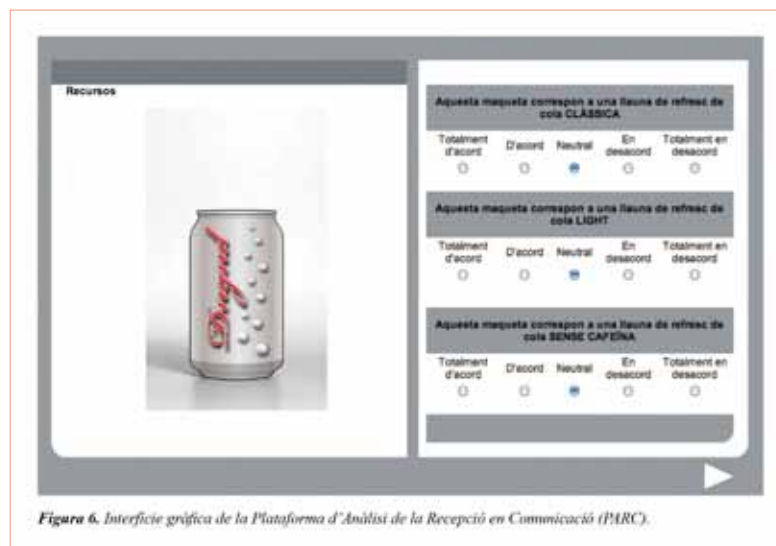 Recursos
Aquesta maqueta correspon a una llauna de refresc de
cola CLÀSSICA
Totalment d'acord D'acord Neutral En desacord Totalment en desacord
Aquesta maqueta correspon a una llauna de refresc de
cola LIGHT
Totalment d'acord D'acord Neutral En desacord Totalment en desacord
Aquesta maqueta correspon a una llauna de refresc de
cola SENSE CAFEÏNA
Totalment d'acord D'acord Neutral En desacord Totalment en desacord
Figura 6. Interfície gràfica de la Plataforma d'Anàlisi de la Recepció en Comunicació (PARC).